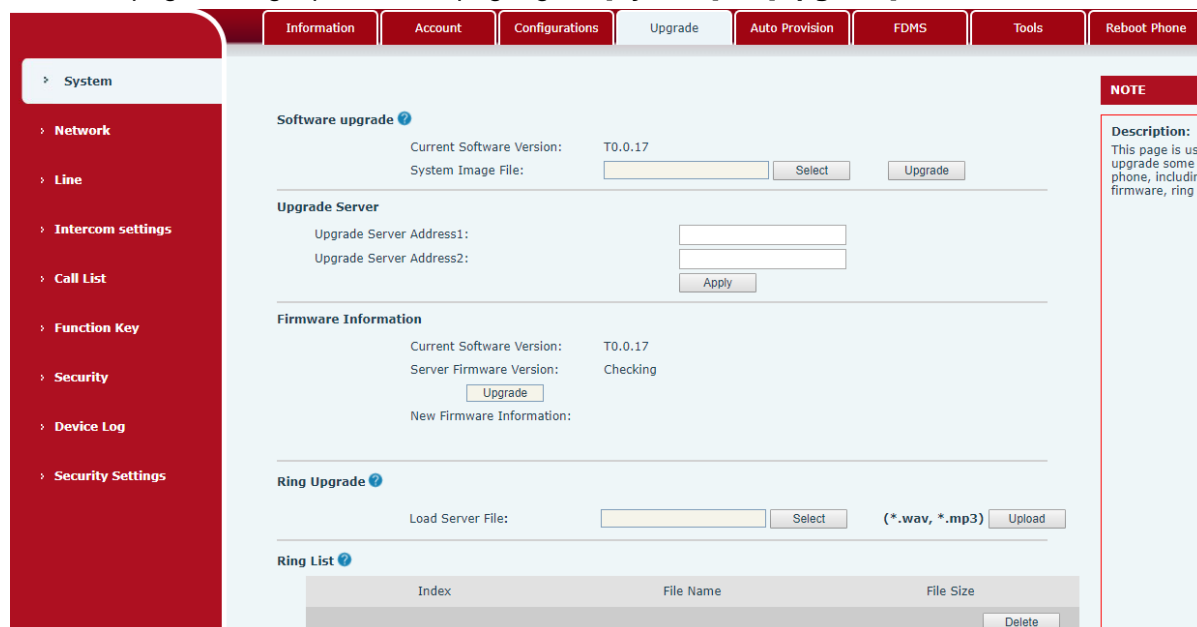 Information Account Configurations Upgrade Auto Provision FDMS Tools Reboot Phone
› System
› Network
› Line
› Intercom settings
› Call List
› Function Key
› Security
› Device Log
› Security Settings
Software upgrade ?
Current Software Version: T0.0.17
System Image File: Select Upgrade
Upgrade Server
Upgrade Server Address1:
Upgrade Server Address2:
Apply
Firmware Information
Current Software Version: T0.0.17
Server Firmware Version: Checking
Upgrade
New Firmware Information:
Ring Upgrade ?
Load Server File: Select (*.wav, *.mp3) Upload
Ring List ?
Index File Name File Size
Delete
NOTE
Description:
This page is
upgrade some
phone,
firmware, ring